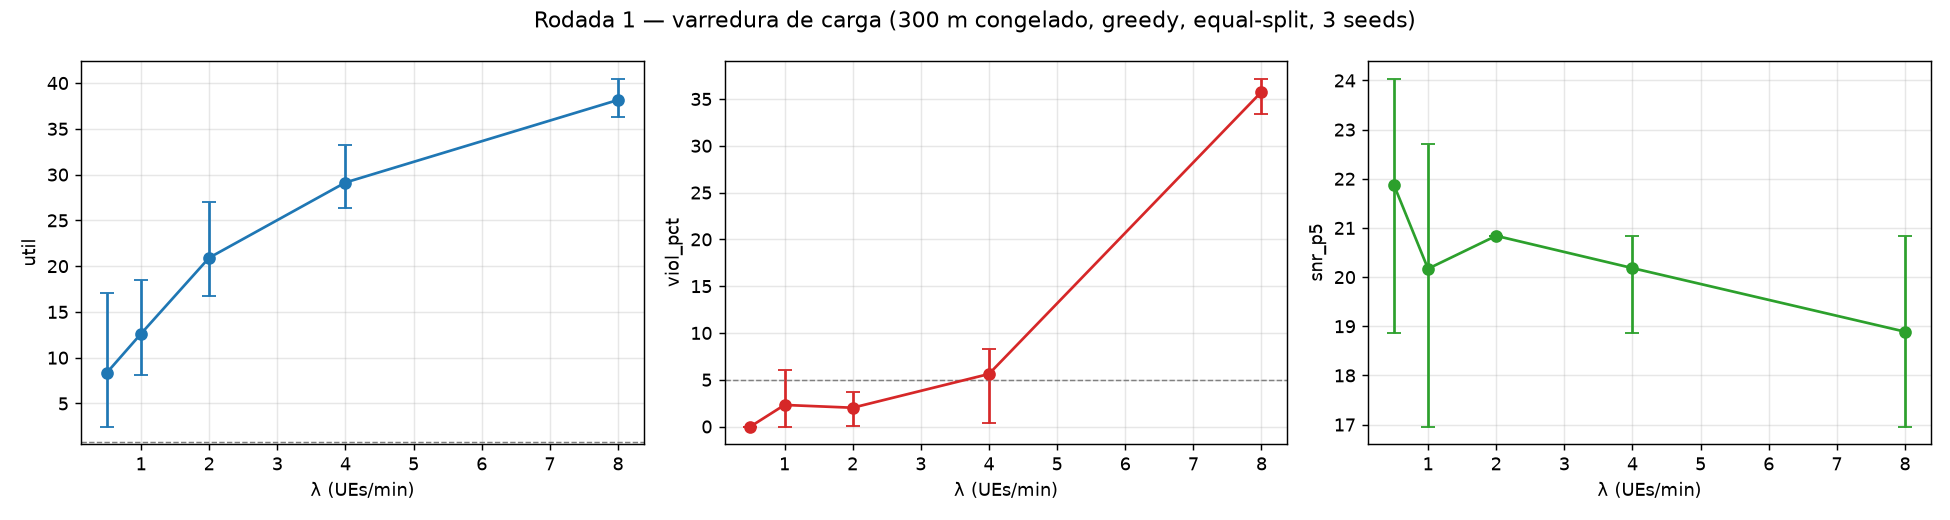 Rodada 1 — varredura de carga (300 m congelado, greedy, equal-split, 3 seeds)
util
40
35
30
25
20
15
10
5
1 2 3 4 5 6 7 8
λ (UEs/min)
viol_pct
35
30
25
20
15
10
5
0
1 2 3 4 5 6 7 8
λ (UEs/min)
snr_p5
24
23
22
21
20
19
18
17
1 2 3 4 5 6 7 8
λ (UEs/min)